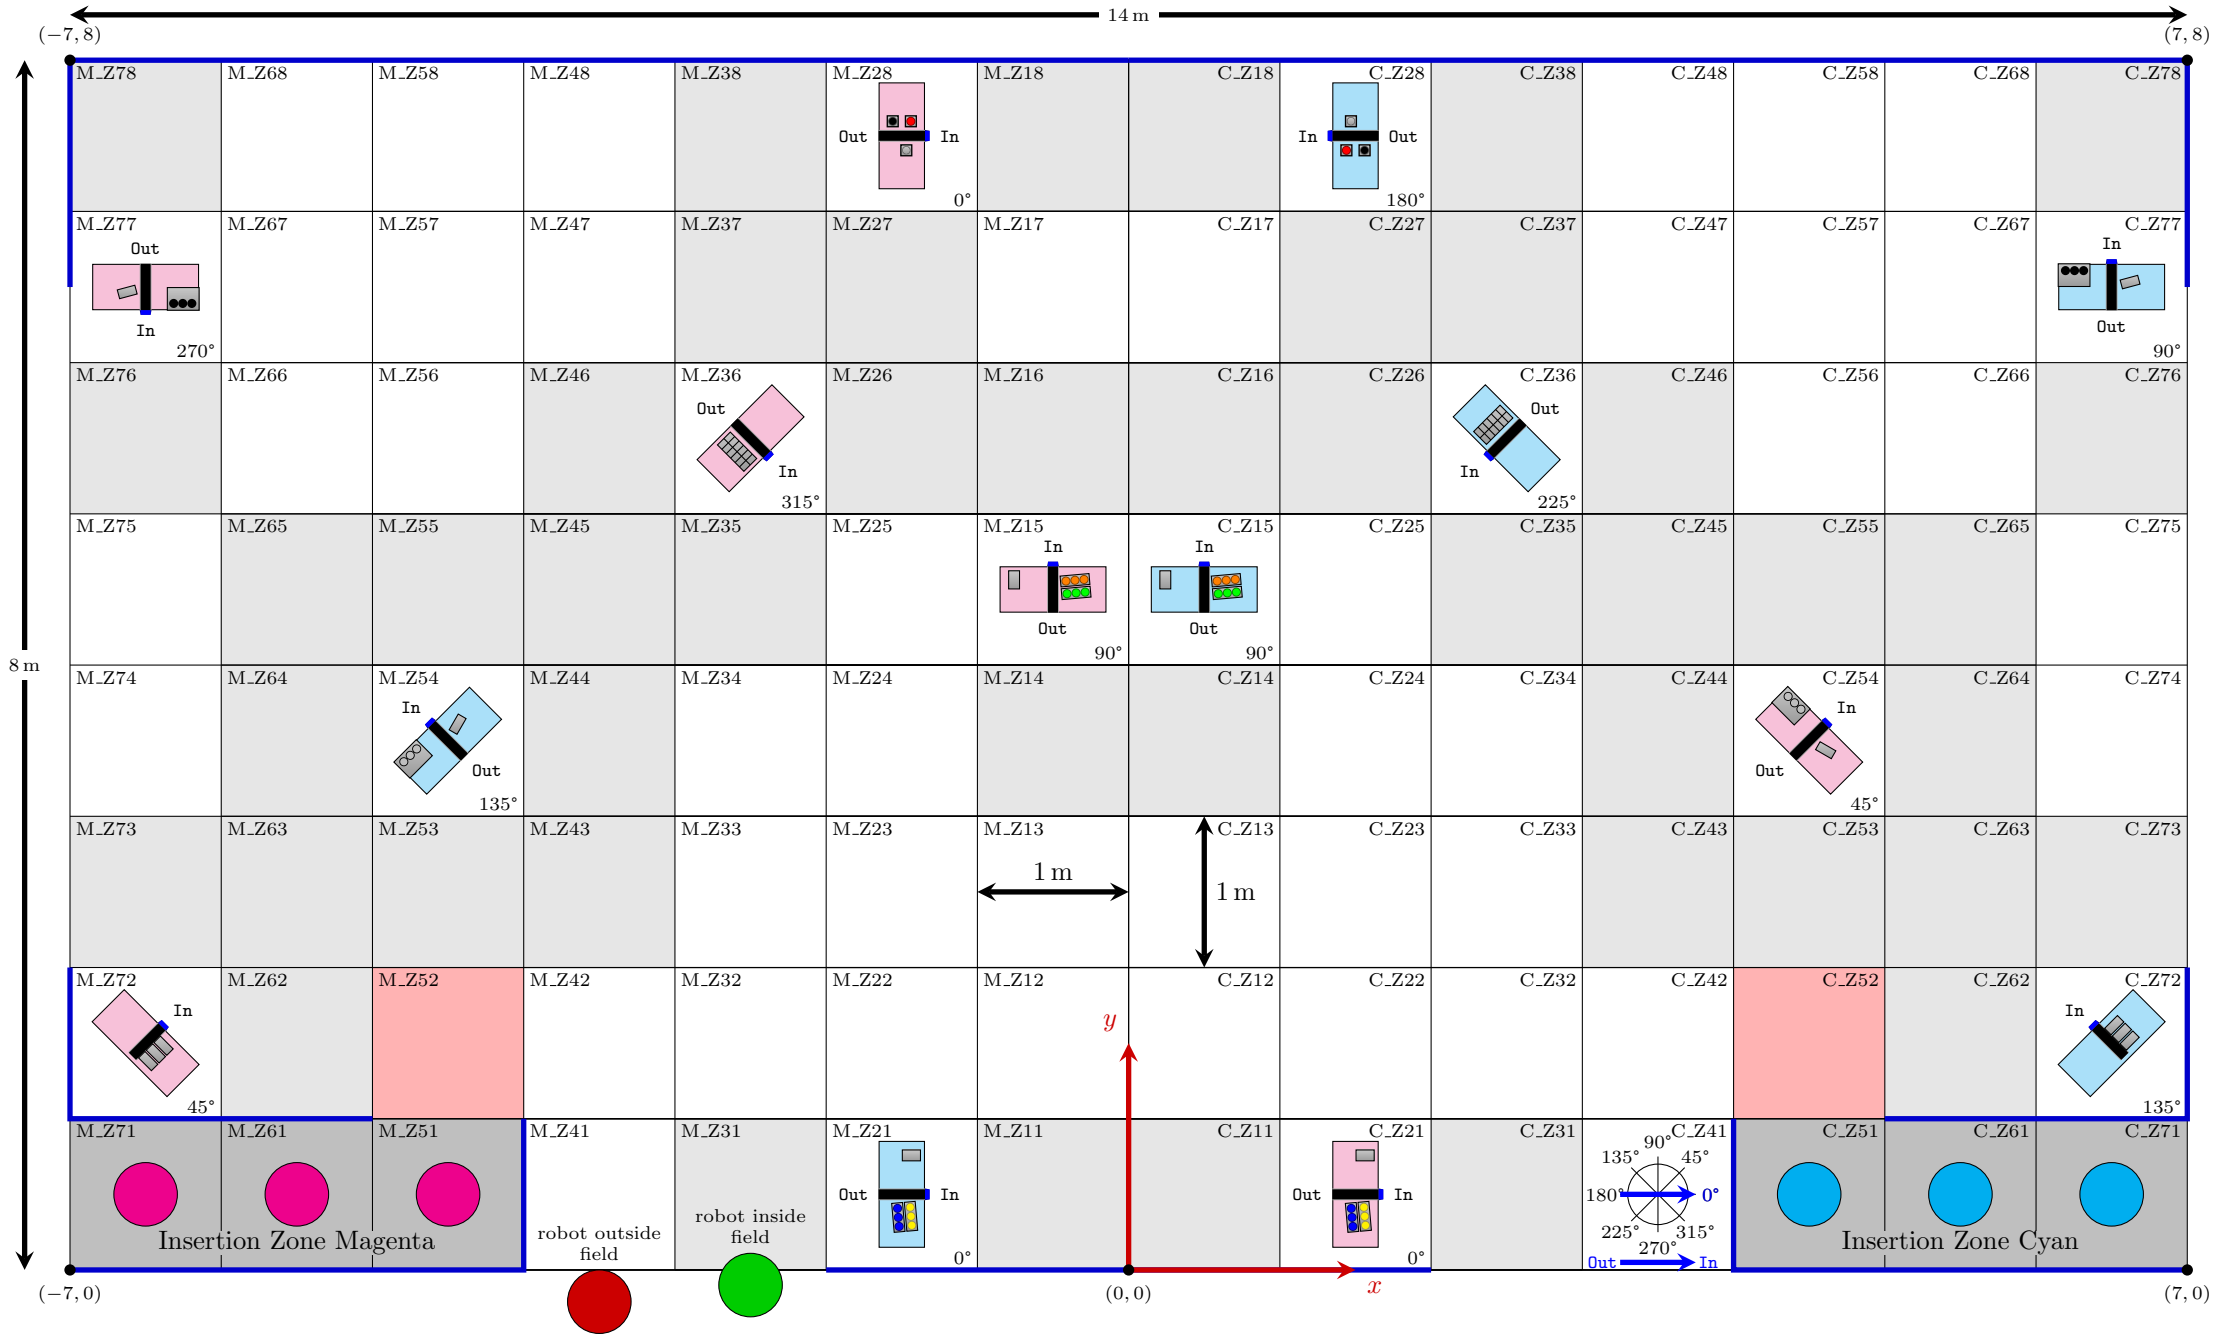 14 m
(−7, 8)
(7, 8)
M_Z78 M_Z68 M_Z58 M_Z48 M_Z38 M_Z28 M_Z18 C_Z18 C_Z28 C_Z38 C_Z48 C_Z58 C_Z68 C_Z78
Out In In Out
0° 180°
M_Z77 M_Z67 M_Z57 M_Z47 M_Z37 M_Z27 M_Z17 C_Z17 C_Z27 C_Z37 C_Z47 C_Z57 C_Z67 C_Z77
Out In
In Out
270° 90°
M_Z76 M_Z66 M_Z56 M_Z46 M_Z36 M_Z26 M_Z16 C_Z16 C_Z26 C_Z36 C_Z46 C_Z56 C_Z66 C_Z76
Out Out
In In
315° 225°
M_Z75 M_Z65 M_Z55 M_Z45 M_Z35 M_Z25 M_Z15 C_Z15 C_Z25 C_Z35 C_Z45 C_Z55 C_Z65 C_Z75
In In
Out Out
90° 90°
8 m
M_Z74 M_Z64 M_Z54 M_Z44 M_Z34 M_Z24 M_Z14 C_Z14 C_Z24 C_Z34 C_Z44 C_Z54 C_Z64 C_Z74
In In
Out Out
135° 45°
M_Z73 M_Z63 M_Z53 M_Z43 M_Z33 M_Z23 M_Z13 C_Z13 C_Z23 C_Z33 C_Z43 C_Z53 C_Z63 C_Z73
1 m
1 m
M_Z72 M_Z62 M_Z52 M_Z42 M_Z32 M_Z22 M_Z12 C_Z12 C_Z22 C_Z32 C_Z42 C_Z52 C_Z62 C_Z72
In In
y
45° 135°
M_Z71 M_Z61 M_Z51 M_Z41 M_Z31 M_Z21 M_Z11 C_Z11 C_Z21 C_Z31 C_Z41 C_Z51 C_Z61 C_Z71
90°
135° 45°
Out In Out In 180° 0°
225° 315°
270°
robot outside
field
robot inside
field
Insertion Zone Magenta
Insertion Zone Cyan
0° 0°
Out In
(−7, 0)
(0, 0)
x
(7, 0)